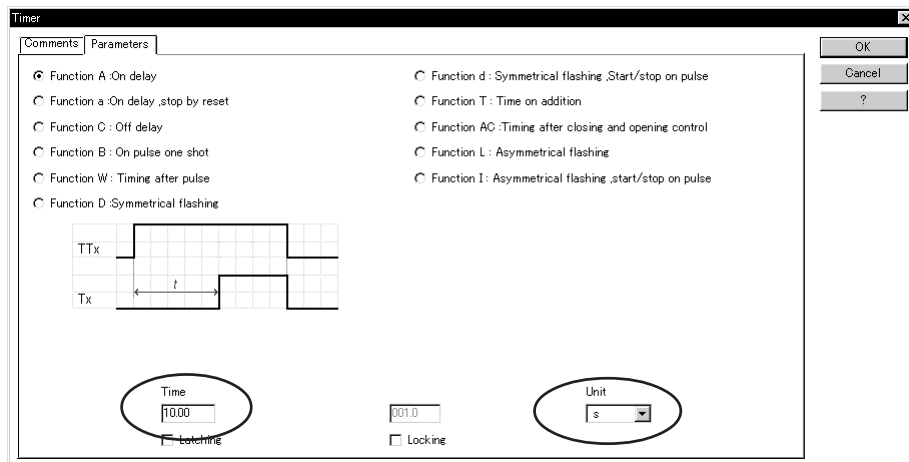 Timer
Comments Parameters
OK
Cancel
?
Function A :On delay
Function a :On delay ,stop by reset
Function C : Off delay
Function B : On pulse one shot
Function W : Timing after pulse
Function D :Symmetrical flashing
Function d : Symmetrical flashing ,Start/stop on pulse
Function T : Time on addition
Function AC :Timing after closing and opening control
Function L : Asymmetrical flashing
Function I : Asymmetrical flashing ,start/stop on pulse
TTx
t
Tx
Time
10.00
Latching
001.0
Locking
Unit
s